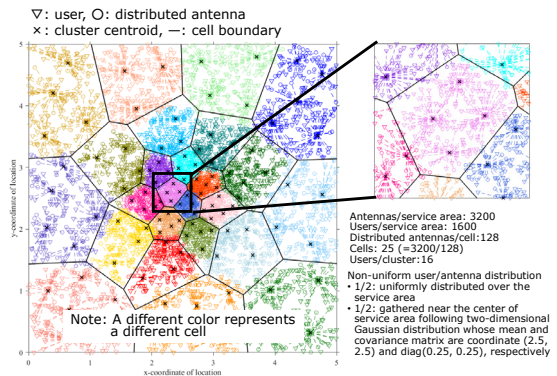 ▽: user, ○: distributed antenna
×: cluster centroid, —: cell boundary
5
4
3
2
1
0
y-coordinate of location
0 1 2 3 4 5
x-coordinate of location
Note: A different color represents
a different cell
Antennas/service area: 3200
Users/service area: 1600
Distributed antennas/cell:128
Cells: 25 (=3200/128)
Users/cluster:16
Non-uniform user/antenna distribution
• 1/2: uniformly distributed over the
service area
• 1/2: gathered near the center of
service area following two-dimensional
Gaussian distribution whose mean and
covariance matrix are coordinate (2.5,
2.5) and diag(0.25, 0.25), respectively